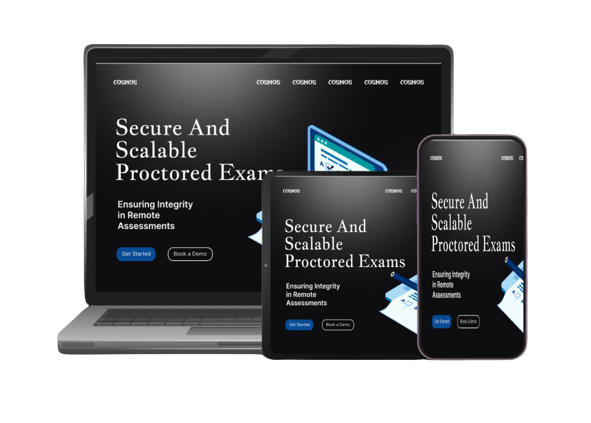 COSMOS COSMOS COSMOS COSMOS COSMOS COSMOS
Secure And
Scalable
Proctored Exams
Ensuring Integrity
in Remote
Assessments
Get Started Book a Demo
COSMOS COSMOS
Secure And
Scalable
Proctored Exams
Ensuring Integrity
in Remote
Assessments
Get Started Book a Demo
COSMOS COSMOS
Secure And
Scalable
Proctored Exams
Ensuring Integrity
in Remote
Assessments
Get Started Book a Demo